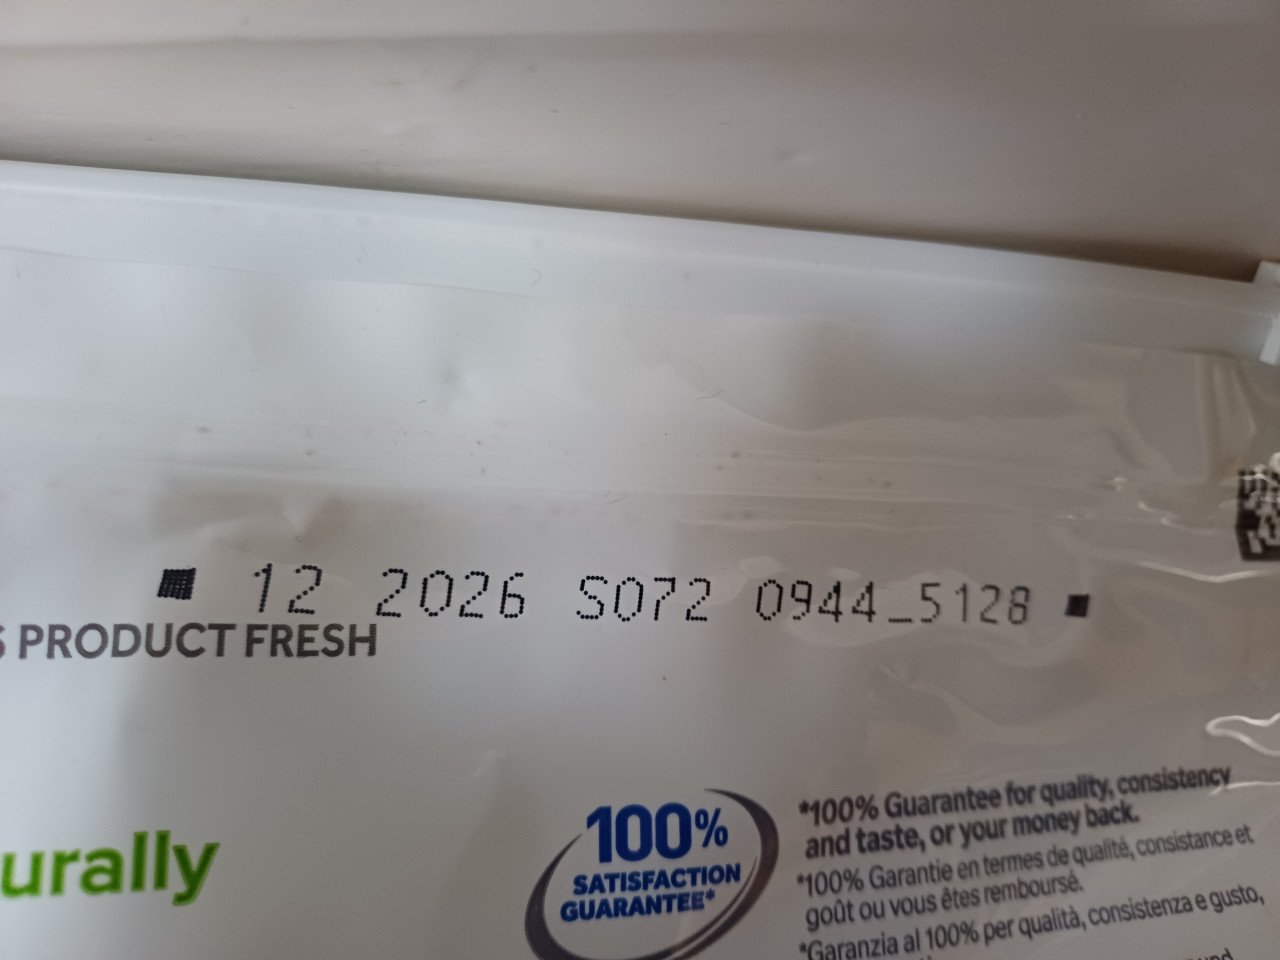 12 2026 S072 0944_5128
PRODUCT FRESH
urally
100%
SATISFACTION
GUARANTEE*
*100% Guarantee for quality, consistency
and taste, or your money back.
*100% Garantie en termes de qualité, consistance et
goût ou vous êtes remboursé.
*Garanzia al 100% per qualità, consistenza e gusto,